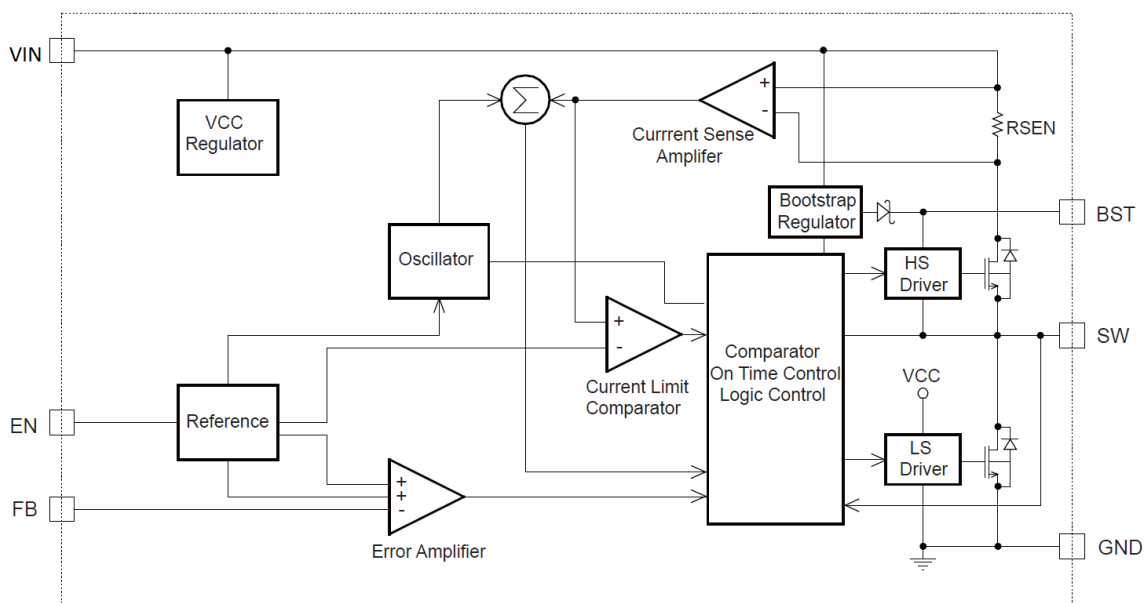 VIN
VCC
Regulator
Σ
+
-
Currrent Sense
Amplifer
RSEN
Bootstrap
Regulator
BST
Oscillator
HS
Driver
+
-
Current Limit
Comparator
Comparator
On Time Control
Logic Control
SW
VCC
EN
Reference
LS
Driver
+
+
-
FB
Error Amplifier
GND